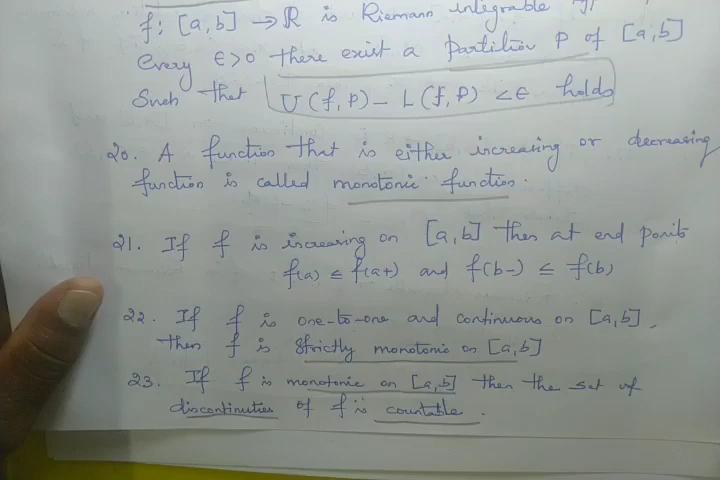 f: [a,b] → ℝ is Riemann integrable
every ϵ>0 there exist a partition P of [a,b]
Such that U(f,P) – L(f,P) <ϵ holds
20. A function that is either increasing or decreasing
function is called monotonic function.
21. If f is increasing on [a,b] then at end points
f(a) ≤ f(a+) and f(b-) ≤ f(b)
22. If f is one-to-one and continuous on [a,b],
then f is strictly monotonic on [a,b]
23. If f is monotonic on [a,b] then the set of
discontinuties of f is countable.